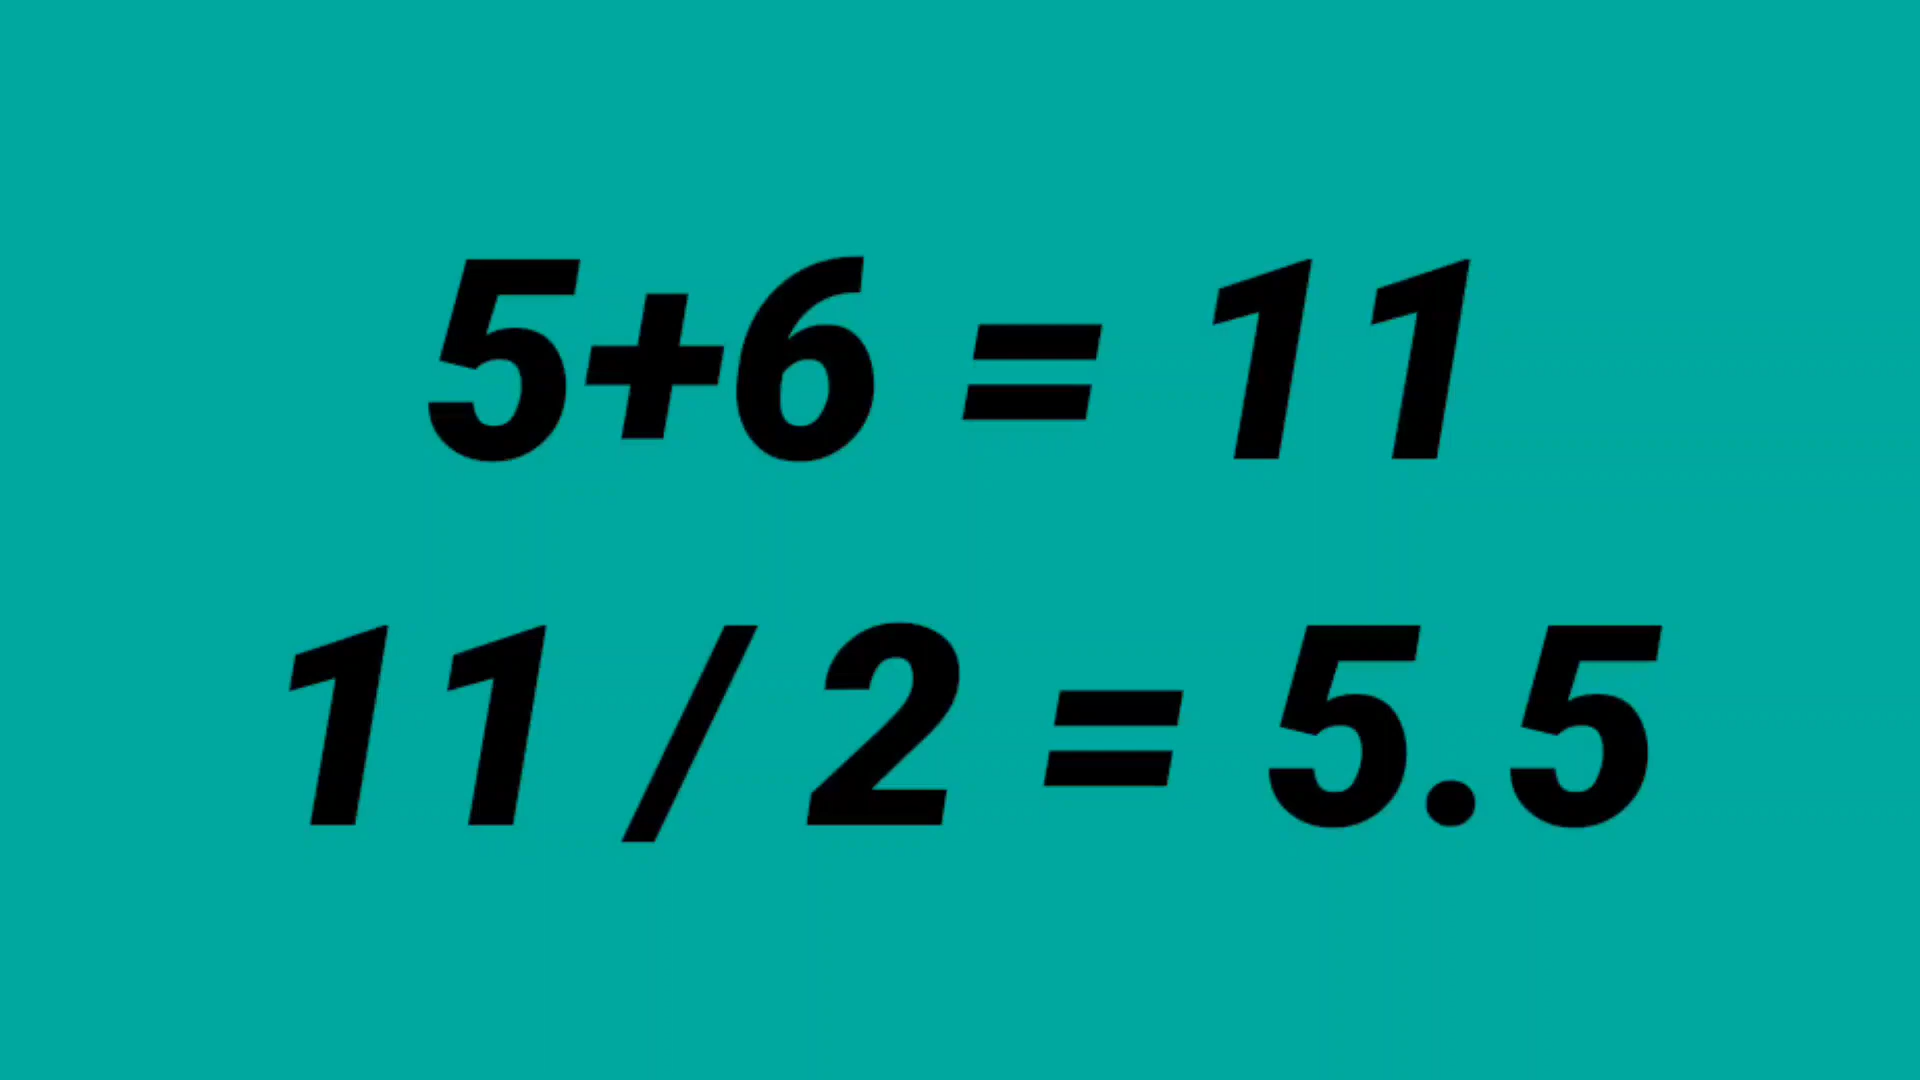 5+6 = 11
11 / 2 = 5.5